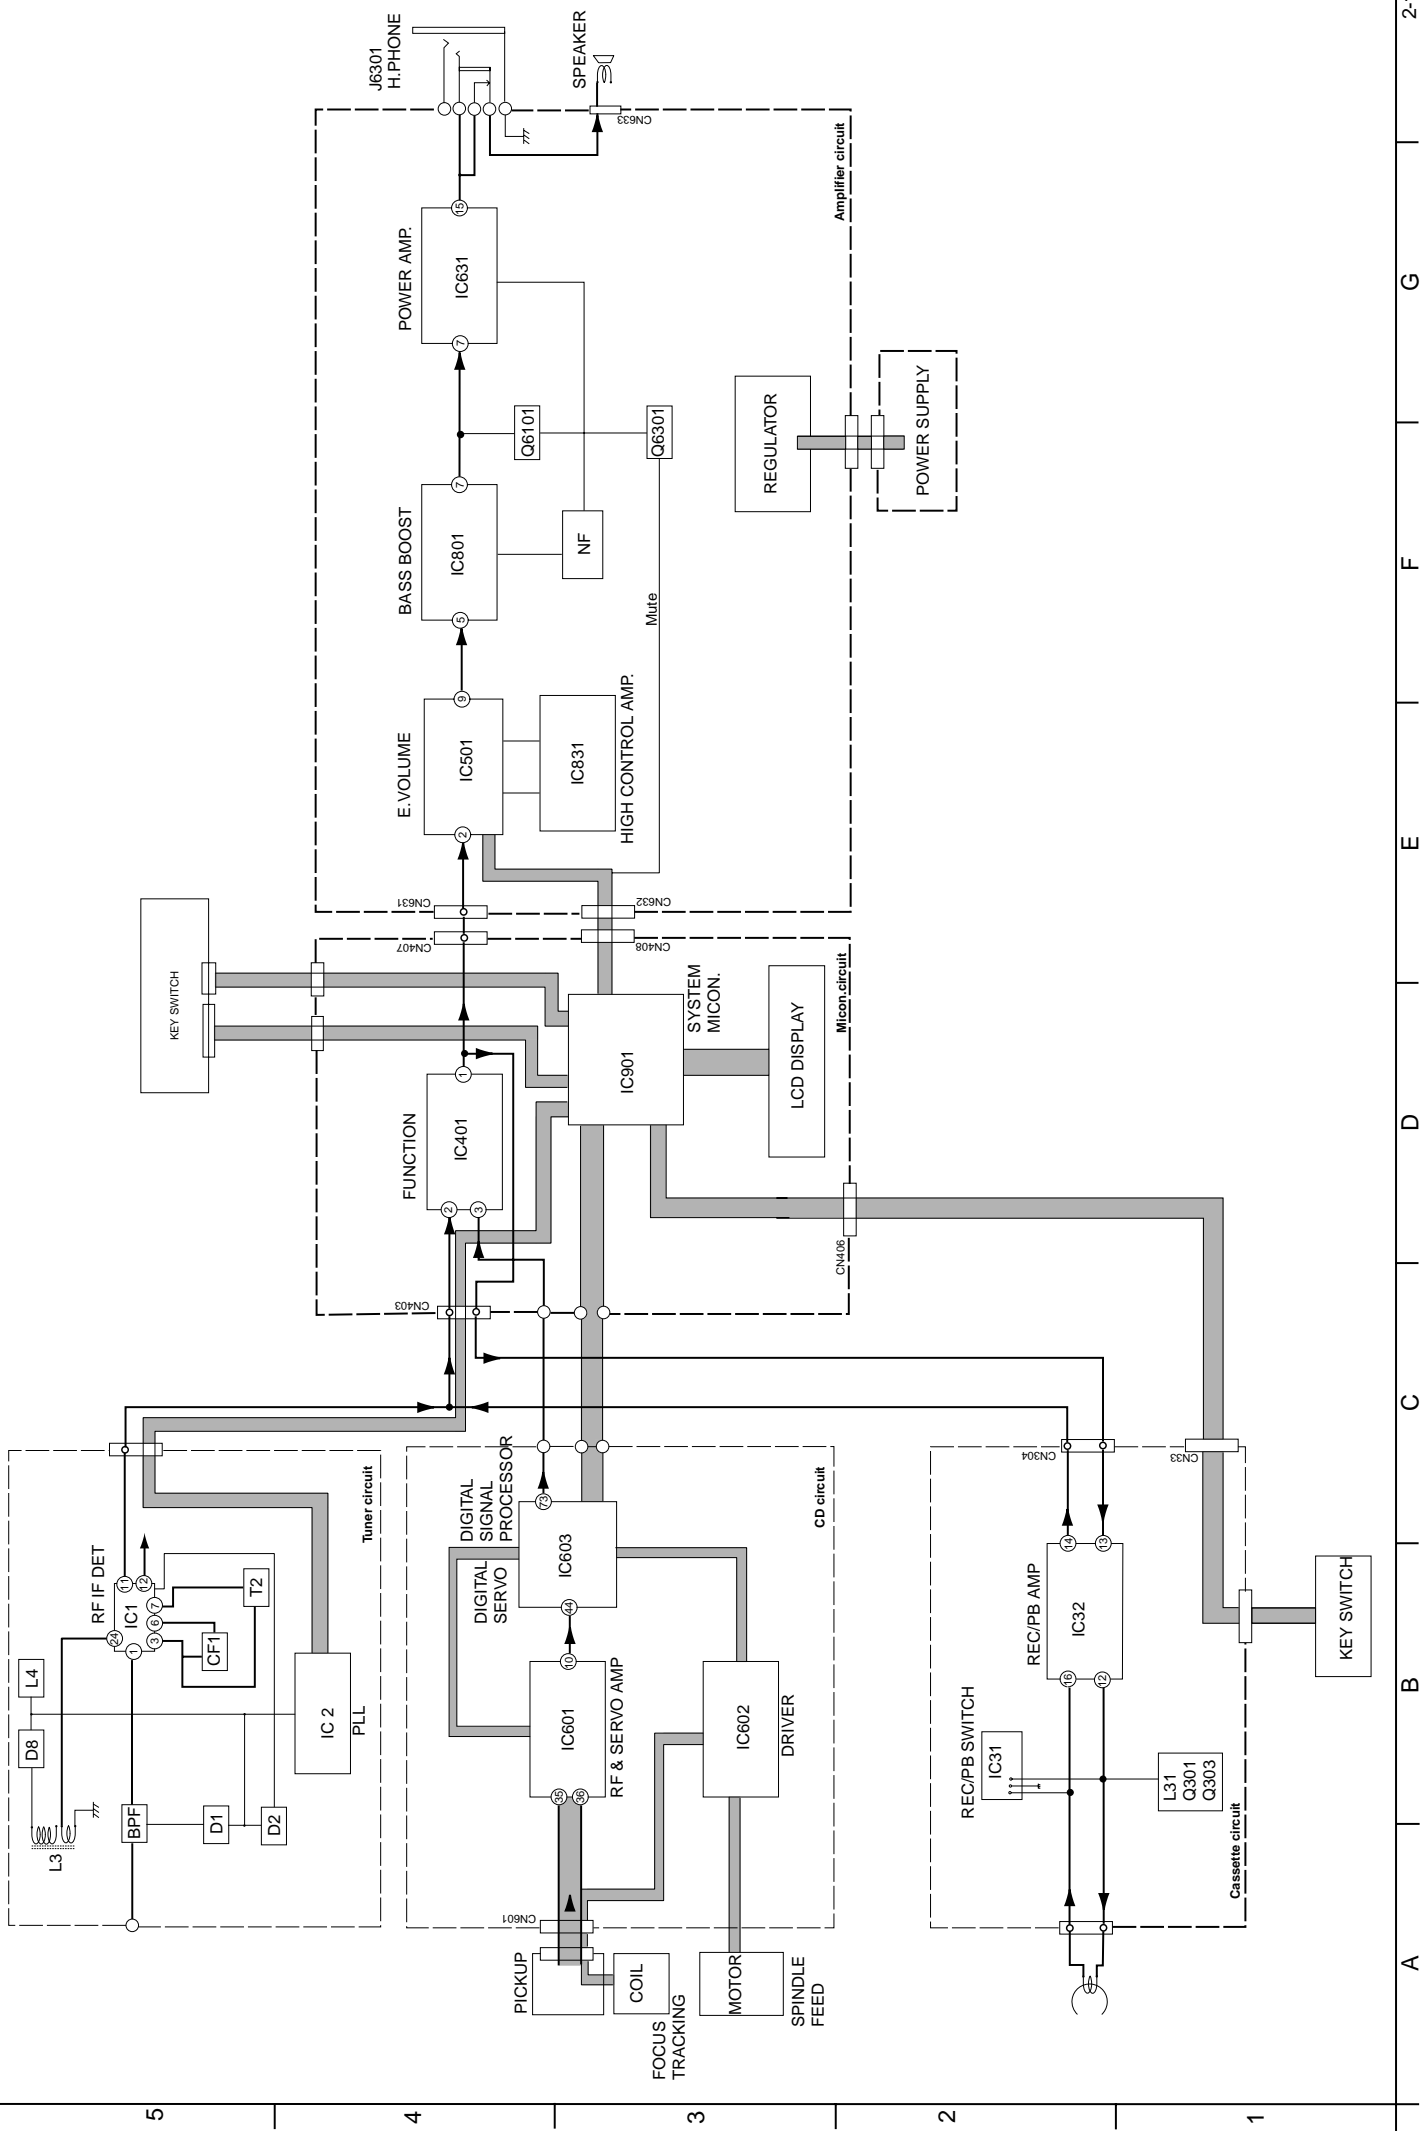 J6301
H.PHONE
SPEAKER
CN633
Amplifier circuit
POWER AMP.
15
IC631
7
Q6101
Q6301
BASS BOOST
7
IC801
5
NF
Mute
REGULATOR
POWER SUPPLY
E.VOLUME
9
IC501
2
IC831
HIGH CONTROL AMP.
CN631
CN632
CN407
CN408
KEY SWITCH
Micon.circuit
SYSTEM
MICON.
IC901
LCD DISPLAY
FUNCTION
1
IC401
2
3
CN403
CN406
Tuner circuit
RF IF DET
IC1
11
12
24
7
6
3
1
T2
CF1
L4
D8
IC 2
PLL
BPF
D1
D2
L3
CD circuit
DIGITAL
SIGNAL
PROCESSOR
DIGITAL
SERVO
73
IC603
44
10
IC601
RF & SERVO AMP
35
36
IC602
DRIVER
CN601
PICKUP
COIL
FOCUS
TRACKING
MOTOR
SPINDLE
FEED
CN304
CN33
REC/PB AMP
14
13
IC32
16
12
REC/PB SWITCH
IC31
L31
Q301
Q303
Cassette circuit
KEY SWITCH
A
B
C
D
E
F
G
5
4
3
2
1